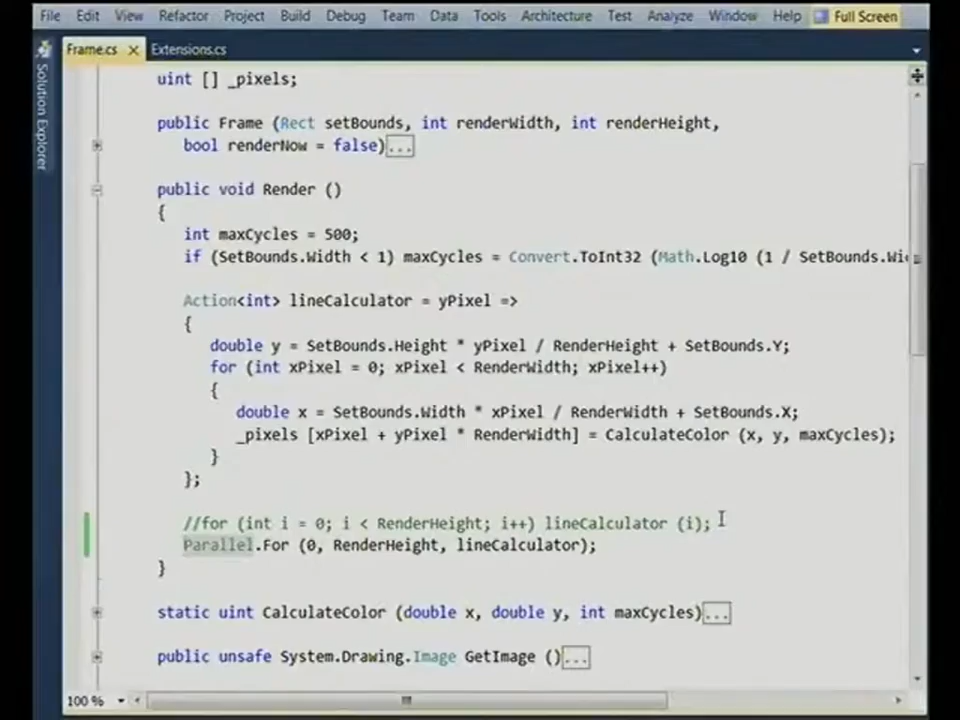 File Edit View Refactor Project Build Debug Team Data Tools Architecture Test Analyze Window Help Full Screen
Frame.cs Extensions.cs
Solution Explorer
uint [] _pixels;
public Frame (Rect setBounds, int renderWidth, int renderHeight,
bool renderNow = false)...
public void Render ()
{
int maxCycles = 500;
if (SetBounds.Width < 1) maxCycles = Convert.ToInt32 (Math.Log10 (1 / SetBounds.Wi
Action<int> lineCalculator = yPixel =>
{
double y = SetBounds.Height * yPixel / RenderHeight + SetBounds.Y;
for (int xPixel = 0; xPixel < RenderWidth; xPixel++)
{
double x = SetBounds.Width * xPixel / RenderWidth + SetBounds.X;
_pixels [xPixel + yPixel * RenderWidth] = CalculateColor (x, y, maxCycles);
}
};
//for (int i = 0; i < RenderHeight; i++) lineCalculator (i);
Parallel.For (0, RenderHeight, lineCalculator);
}
static uint CalculateColor (double x, double y, int maxCycles)...
public unsafe System.Drawing.Image GetImage ()...
100 %